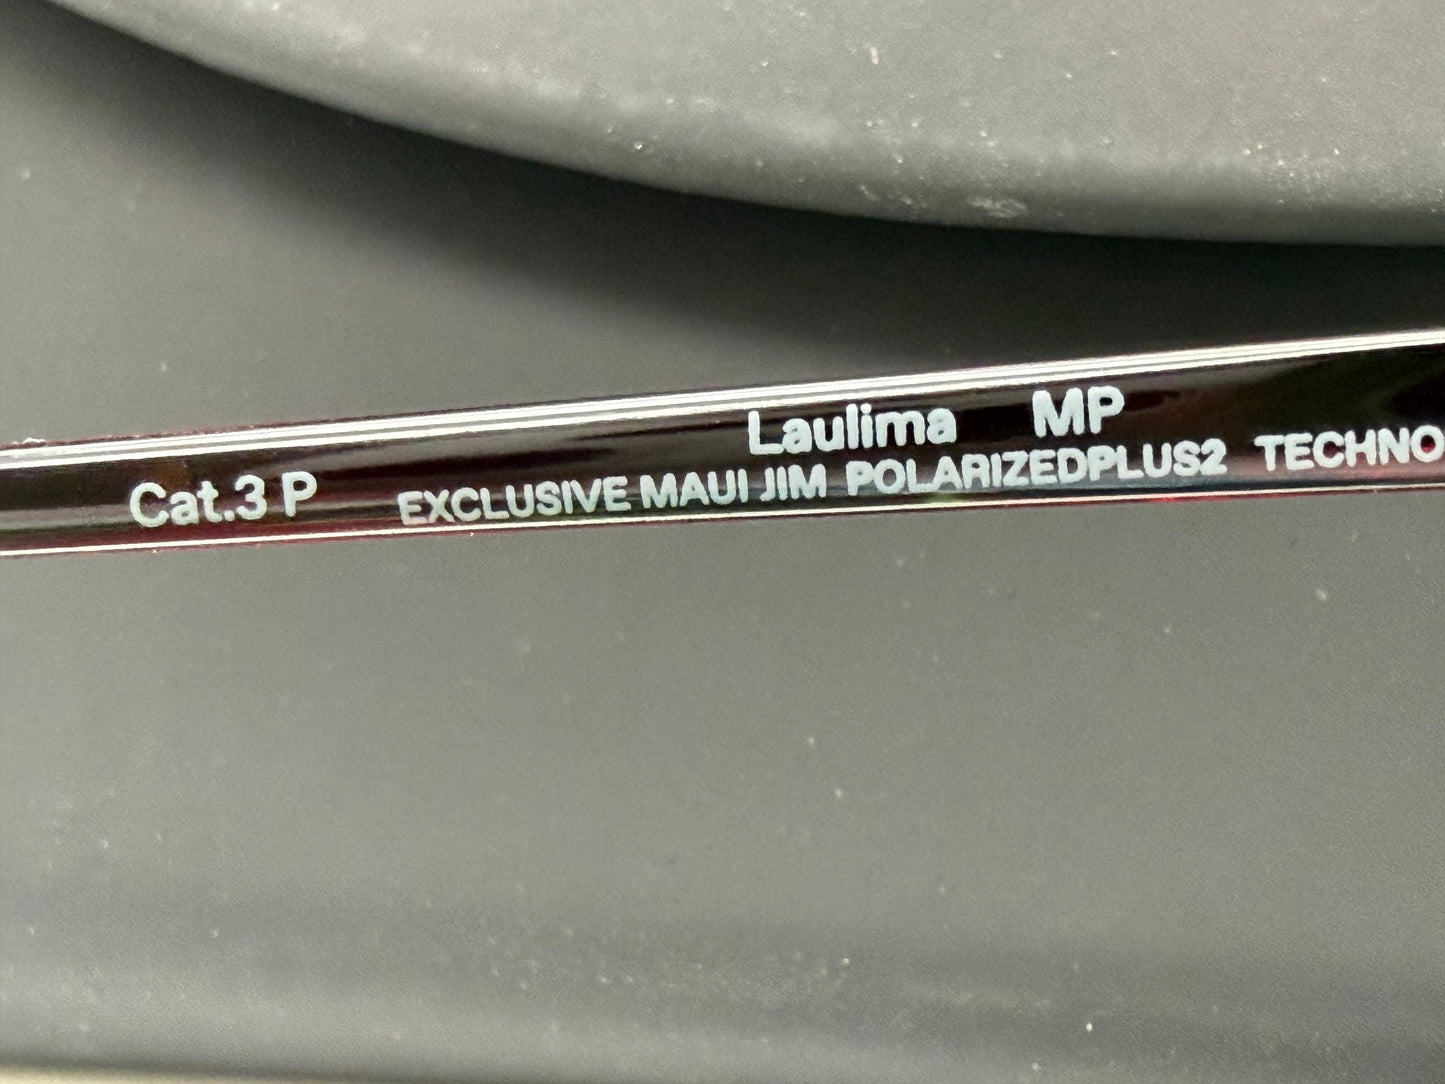 Laulima MP
Cat.3 P EXCLUSIVE MAUI JIM POLARIZEDPLUS2 TECHNO